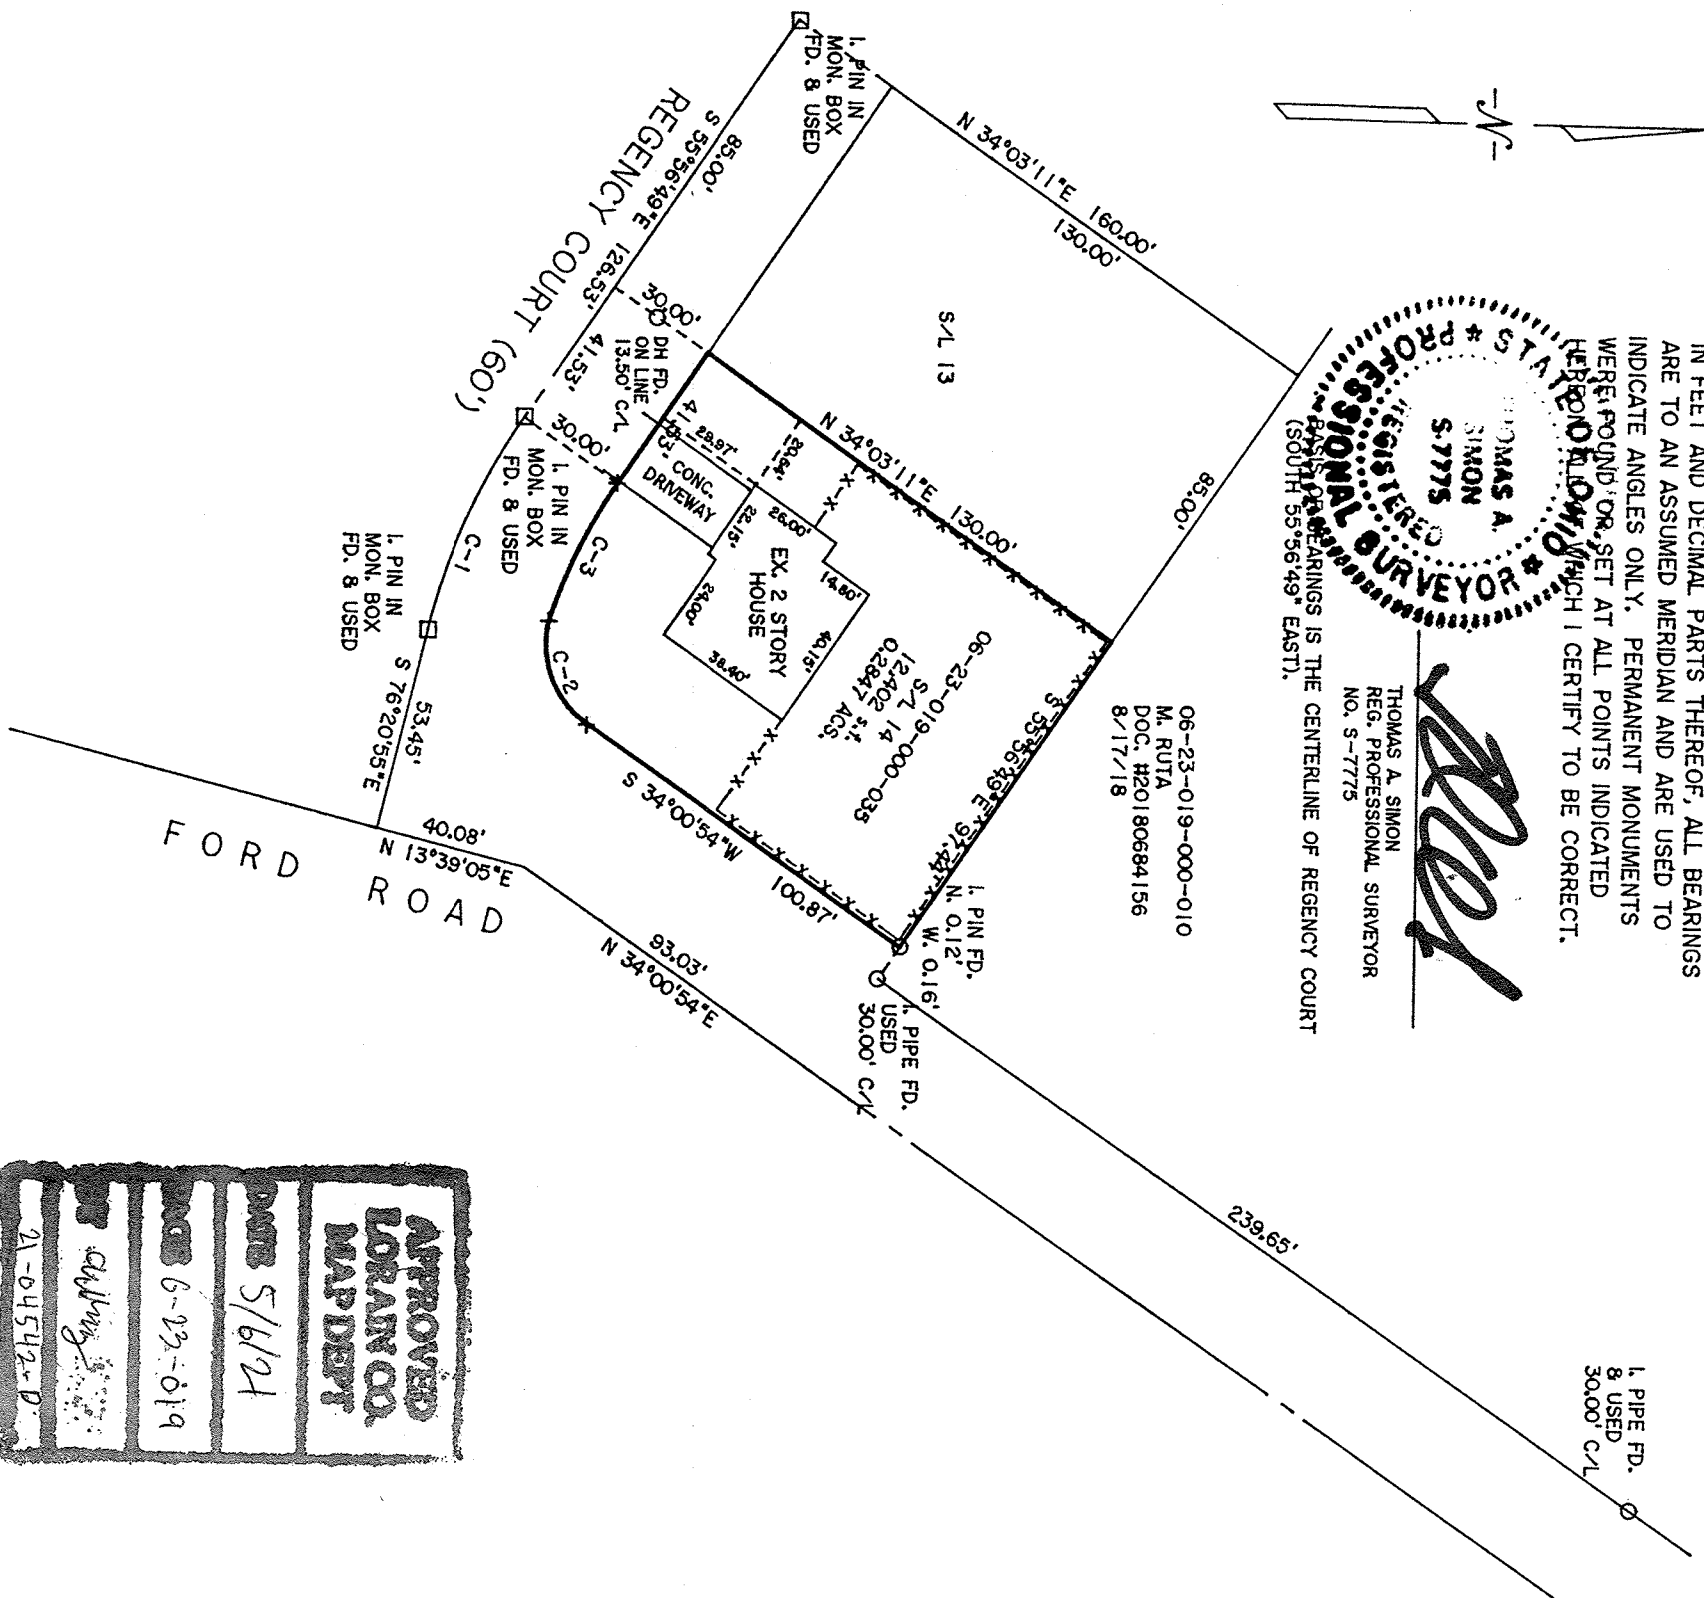 IN FEET AND DECIMAL PARTS THEREOF, ALL BEARINGS
ARE TO AN ASSUMED MERIDIAN AND ARE USED TO
INDICATE ANGLES ONLY. PERMANENT MONUMENTS
WERE FOUND OR SET AT ALL POINTS INDICATED
HEREON ALL OF WHICH I CERTIFY TO BE CORRECT.
STATE OF OHIO
THOMAS A.
SIMON
S-7775
REGISTERED
PROFESSIONAL SURVEYOR
THOMAS A. SIMON
REG. PROFESSIONAL SURVEYOR
NO. S-7775
BASIS OF BEARINGS IS THE CENTERLINE OF REGENCY COURT
(SOUTH 55°56'49" EAST).
-N-
N 34°03'11"E 160.00'
130.00'
85.00'
S/L 13
06-23-019-000-010
M. RUTA
DOC. #20180684156
8/17/18
N 34°03'11"E 130.00'
S 55°56'49"E 97.44'
06-23-019-000-035
S/L 14
12,402 s.f.
0.2847 ACS.
I. PIN FD.
N. 0.12'
W. 0.16'
I. PIPE FD.
USED
30.00' C/L
I. PIPE FD.
& USED
30.00' C/L
239.65'
EX. 2 STORY
HOUSE
14.80'
40.15'
38.40'
24.00'
22.15'
26.00'
20.64'
28.97'
CONC.
DRIVEWAY
41.53'
I. PIN IN
MON. BOX
FD. & USED
85.00'
S 55°56'49"E 126.53'
41.53'
REGENCY COURT (60')
30.00'
DH FD.
ON LINE
13.50' C/L
30.00'
I. PIN IN
MON. BOX
FD. & USED
C-3
C-2
C-1
I. PIN IN
MON. BOX
FD. & USED
53.45'
S 76°20'55"E
S 34°00'54"W
100.87'
40.08'
N 13°39'05"E
93.03'
N 34°00'54"E
FORD ROAD
APPROVED
LORAIN CO.
MAP DEPT
DATE 5/6/21
PAGE 6-23-019
BY
21-04542-D